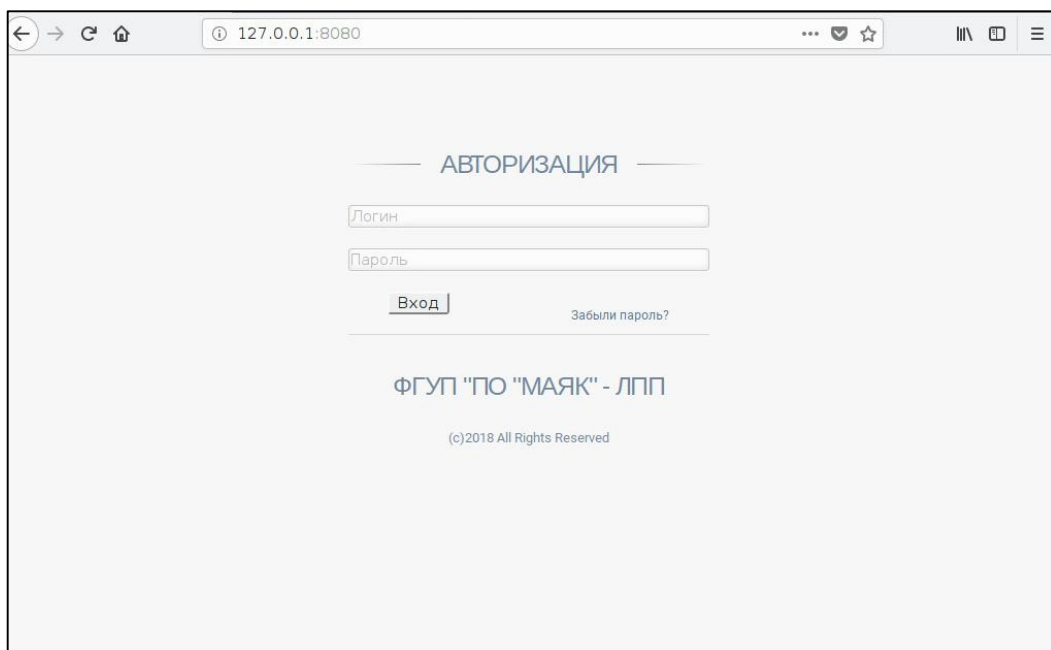 127.0.0.1:8080
АВТОРИЗАЦИЯ
Логин
Пароль
Вход
Забыли пароль?
ФГУП "ПО "МАЯК" - ЛПП
(c)2018 All Rights Reserved